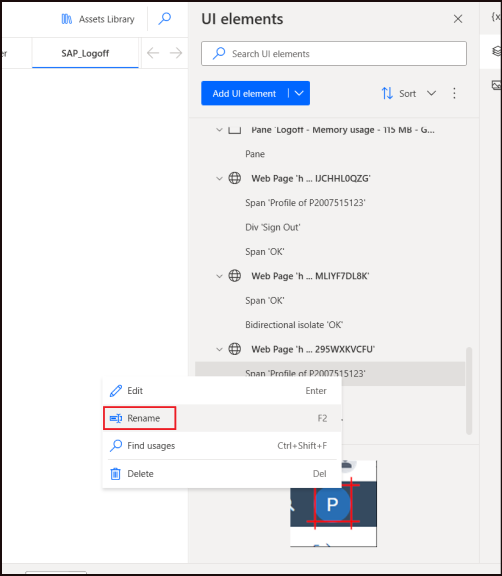 Assets Library
UI elements
er
SAP_Logoff
Search UI elements
Add UI element
Sort
Pane 'Logoff - Memory usage - 115 MB - G...
Pane
Web Page 'h ... IJCHHL0QZG'
Span 'Profile of P2007515123'
Div 'Sign Out'
Span 'OK'
Web Page 'h ... MLIYF7DL8K'
Span 'OK'
Bidirectional isolate 'OK'
Web Page 'h ... 295WXKVCFU'
Span 'Profile of P2007515123'
Edit Enter
Rename F2
Find usages Ctrl+Shift+F
Delete Del
P